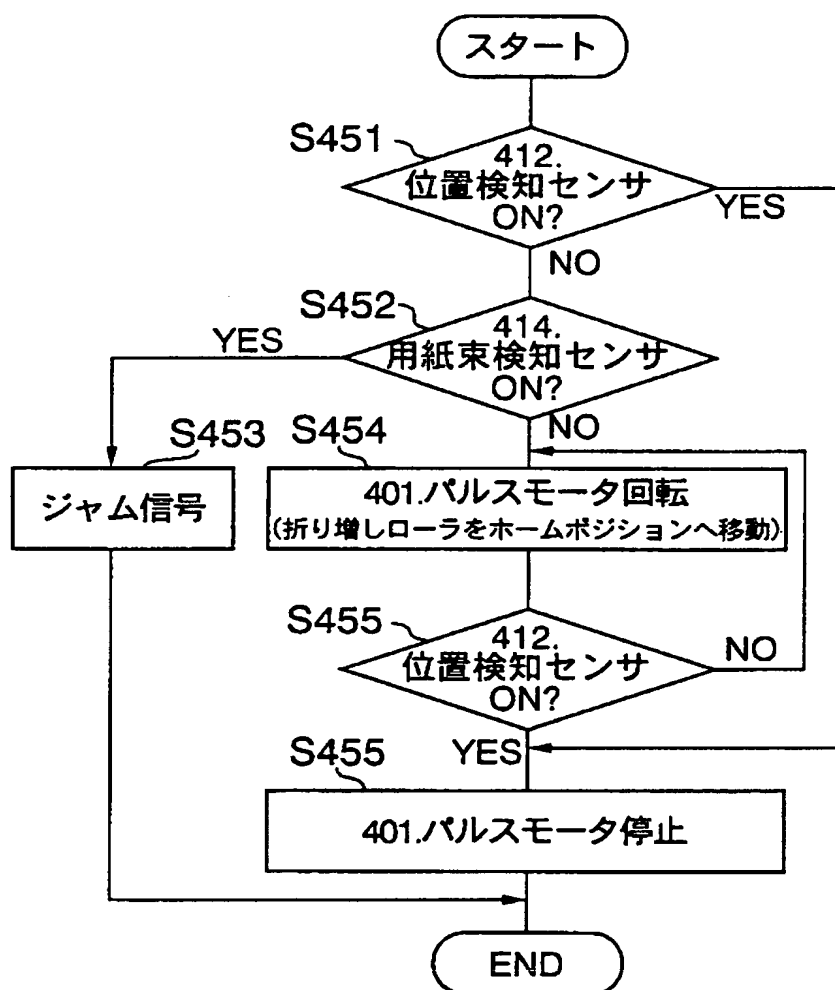 スタート
S451
412.
位置検知センサ
ON?
YES
NO
S452
414.
用紙束検知センサ
ON?
YES
NO
S453
ジャム信号
S454
401.パルスモータ回転
(折り増しローラをホームポジションへ移動)
S455
412.
位置検知センサ
ON?
NO
YES
S455
401.パルスモータ停止
END